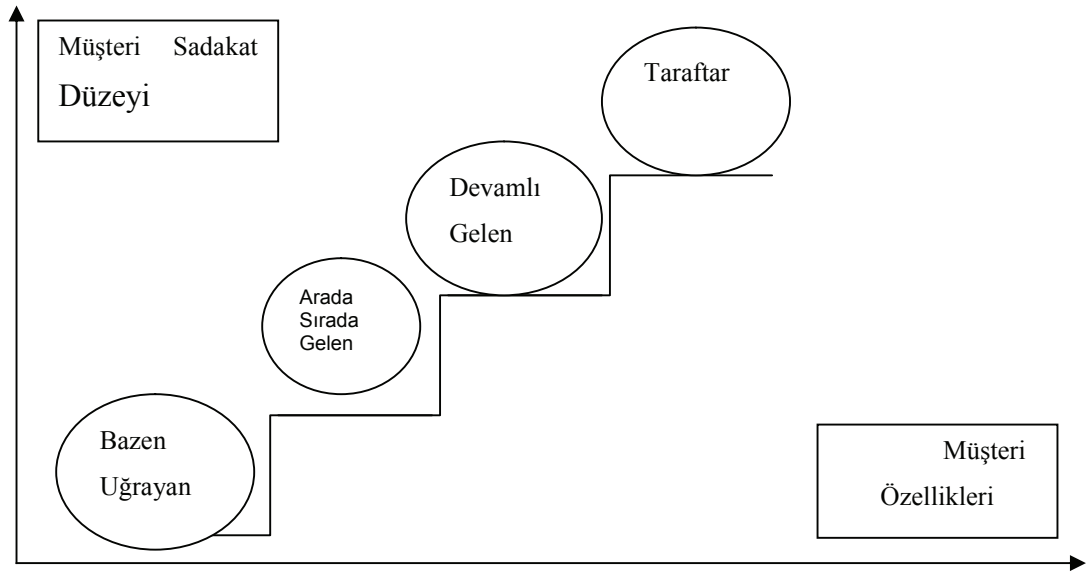 Müşteri Sadakat
Düzeyi
Taraftar
Devamlı
Gelen
Arada
Sırada
Gelen
Bazen
Uğrayan
Müşteri
Özellikleri